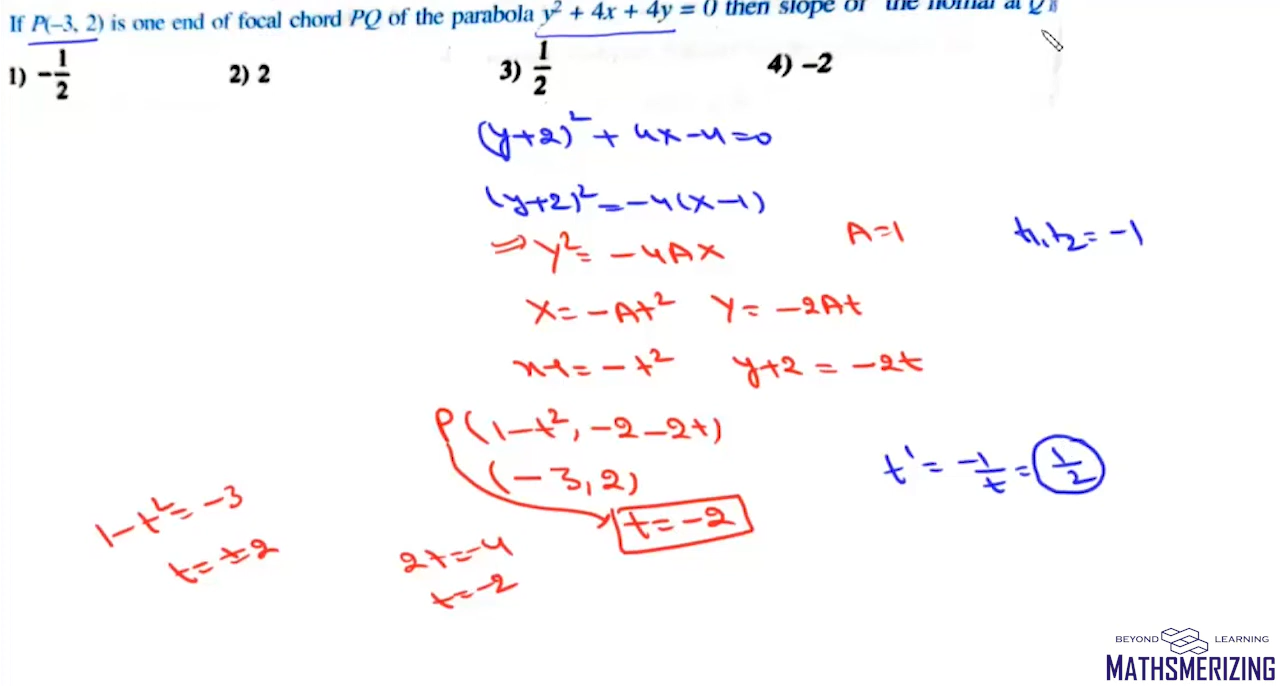 If P(–3, 2) is one end of focal chord PQ of the parabola y² + 4x + 4y = 0 then slope of the normal at Q is
1) -1/2 2) 2 3) 1/2 4) –2
(y+2)² + 4x-4=0
(y+2)² = -4(x-1)
⇒ Y² = -4AX A=1 t₁,t₂ = -1
X = -At² Y = -2At
x-1 = -t² y+2 = -2t
P(1-t², -2-2t)
(-3, 2) t' = -1/t = 1/2
1-t² = -3 t=-2
t = ±2 2t=-4
t=-2
BEYOND LEARNING
MATHSMERIZING